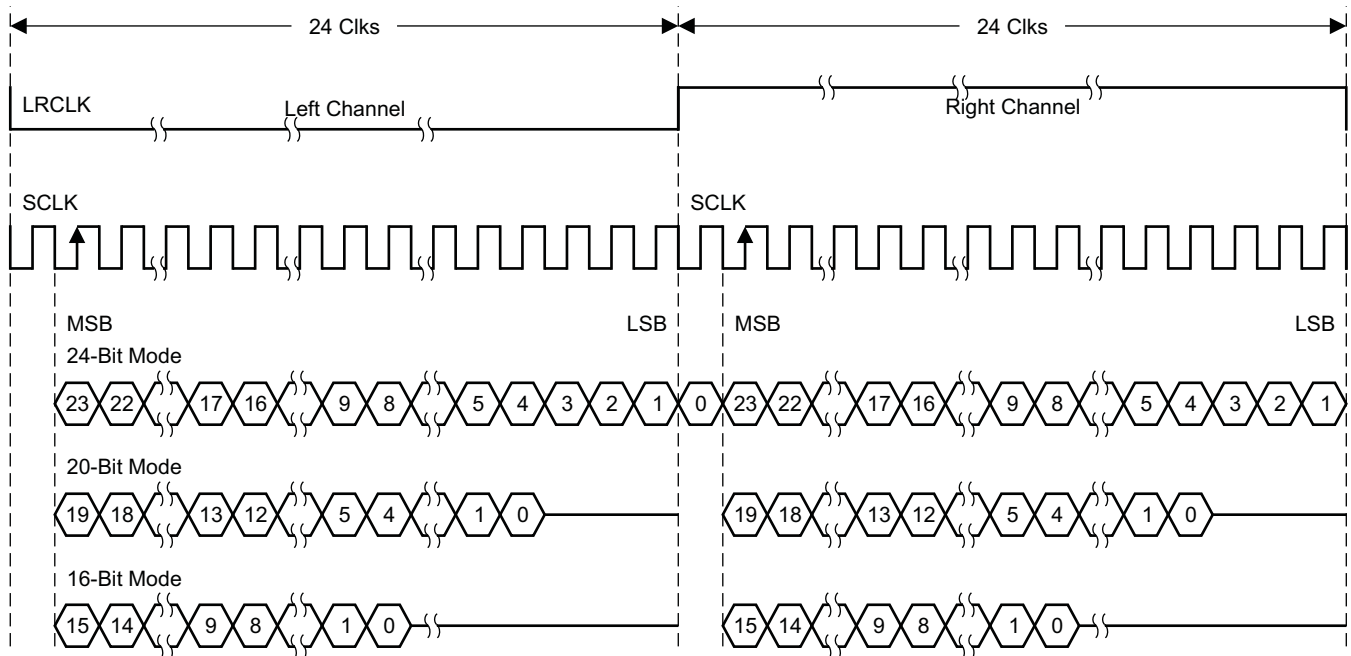 24 Clks 24 Clks
LRCLK Left Channel Right Channel
SCLK SCLK
MSB LSB MSB LSB
24-Bit Mode
23 22 17 16 9 8 5 4 3 2 1 0 23 22 17 16 9 8 5 4 3 2 1
20-Bit Mode
19 18 13 12 5 4 1 0 19 18 13 12 5 4 1 0
16-Bit Mode
15 14 9 8 1 0 15 14 9 8 1 0